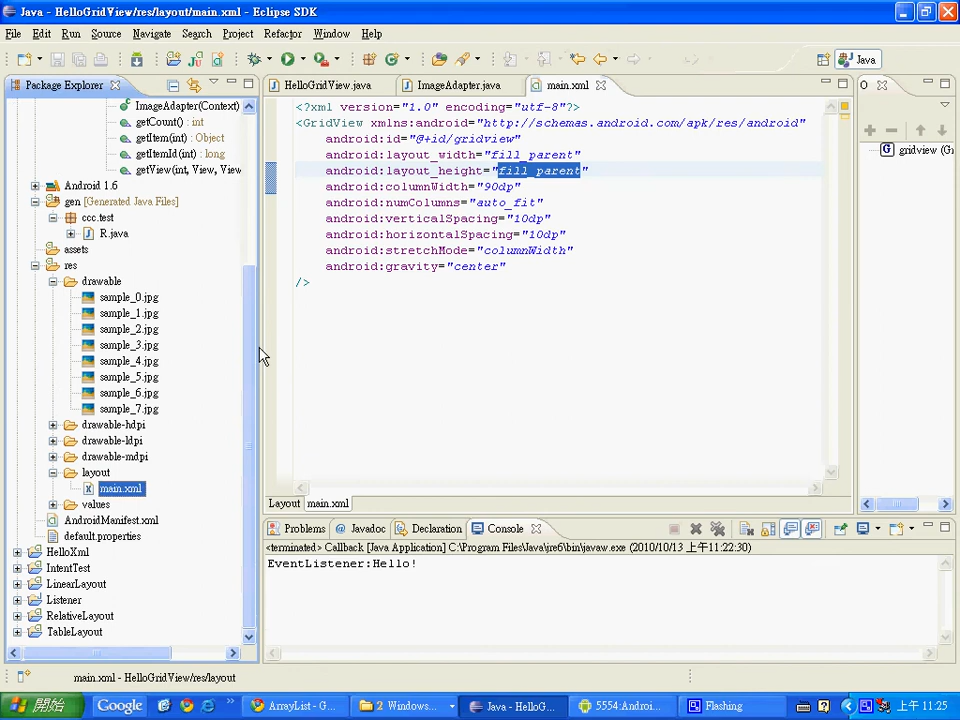 Java - HelloGridView/res/layout/main.xml - Eclipse SDK
File Edit Run Source Navigate Search Project Refactor Window Help
Java
Package Explorer
ImageAdapter(Context)
getCount() : int
getItem(int) : Object
getItemId(int) : long
getView(int, View, View
Android 1.6
gen [Generated Java Files]
ccc.test
R.java
assets
res
drawable
sample_0.jpg
sample_1.jpg
sample_2.jpg
sample_3.jpg
sample_4.jpg
sample_5.jpg
sample_6.jpg
sample_7.jpg
drawable-hdpi
drawable-ldpi
drawable-mdpi
layout
main.xml
values
AndroidManifest.xml
default.properties
HelloXml
IntentTest
LinearLayout
Listener
RelativeLayout
TableLayout
HelloGridView.java ImageAdapter.java main.xml
<?xml version="1.0" encoding="utf-8"?>
<GridView xmlns:android="http://schemas.android.com/apk/res/android"
android:id="@+id/gridview"
android:layout_width="fill_parent"
android:layout_height="fill_parent"
android:columnWidth="90dp"
android:numColumns="auto_fit"
android:verticalSpacing="10dp"
android:horizontalSpacing="10dp"
android:stretchMode="columnWidth"
android:gravity="center"
/>
Layout main.xml
O
gridview (Gr
Problems Javadoc Declaration Console
<terminated> Callback [Java Application] C:\Program Files\Java\jre6\bin\javaw.exe (2010/10/13 上午11:22:30)
EventListener:Hello!
main.xml - HelloGridView/res/layout
開始 Google ArrayList - G... 2 Windows... Java - HelloG... 5554:Androi... Flashing 上午 11:25